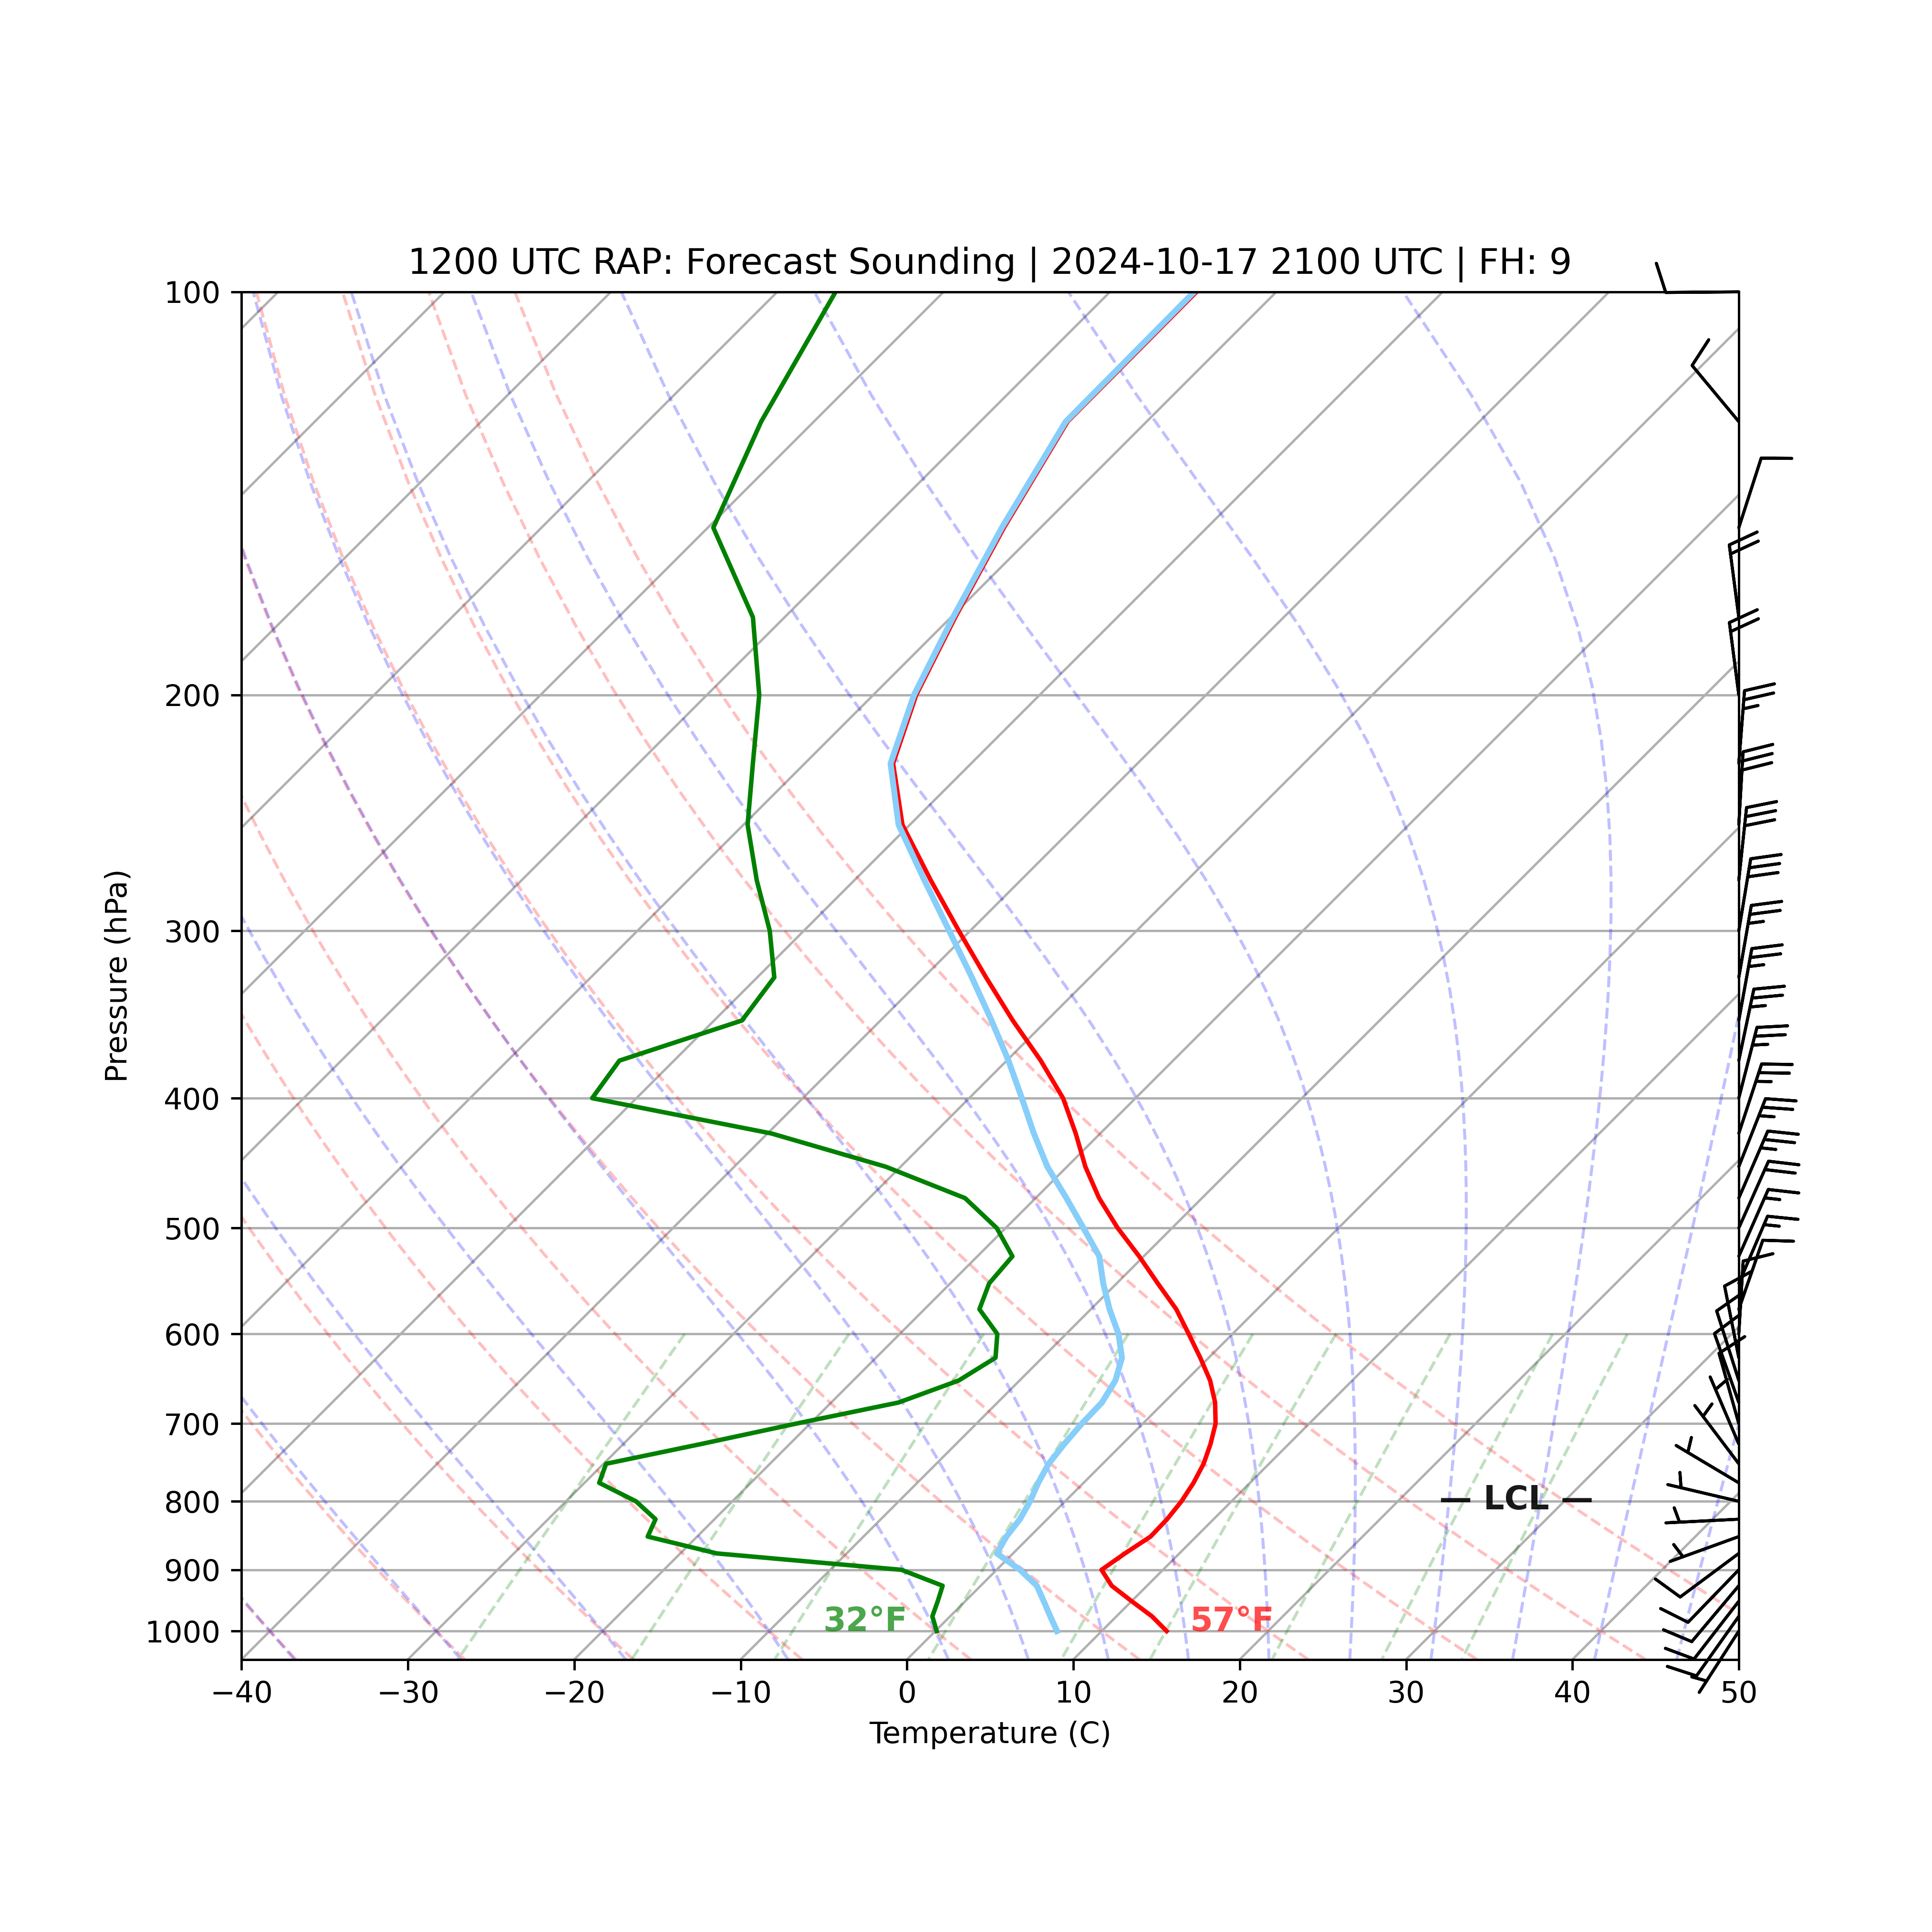 1200 UTC RAP: Forecast Sounding | 2024-10-17 2100 UTC | FH: 9
100
200
300
400
500
600
700
800
900
1000
Pressure (hPa)
— LCL —
32°F
57°F
−40 −30 −20 −10 0 10 20 30 40 50
Temperature (C)